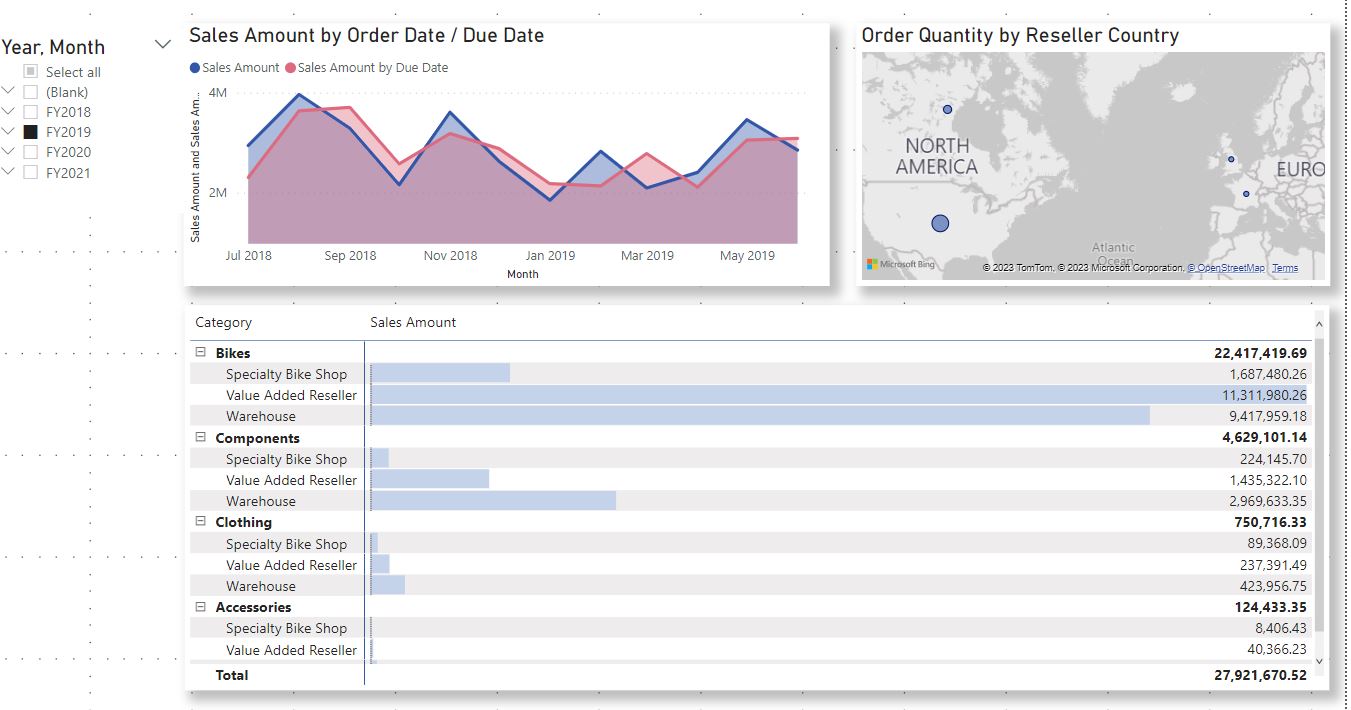 Year, Month
Select all
(Blank)
FY2018
FY2019
FY2020
FY2021
Sales Amount by Order Date / Due Date
Sales Amount Sales Amount by Due Date
Sales Amount and Sales Am...
4M
2M
Jul 2018 Sep 2018 Nov 2018 Jan 2019 Mar 2019 May 2019
Month
Order Quantity by Reseller Country
NORTH
AMERICA
EURO
Atlantic
Ocean
Microsoft Bing
© 2023 TomTom, © 2023 Microsoft Corporation, © OpenStreetMap Terms
Category Sales Amount
Bikes 22,417,419.69
Specialty Bike Shop 1,687,480.26
Value Added Reseller 11,311,980.26
Warehouse 9,417,959.18
Components 4,629,101.14
Specialty Bike Shop 224,145.70
Value Added Reseller 1,435,322.10
Warehouse 2,969,633.35
Clothing 750,716.33
Specialty Bike Shop 89,368.09
Value Added Reseller 237,391.49
Warehouse 423,956.75
Accessories 124,433.35
Specialty Bike Shop 8,406.43
Value Added Reseller 40,366.23
Total 27,921,670.52